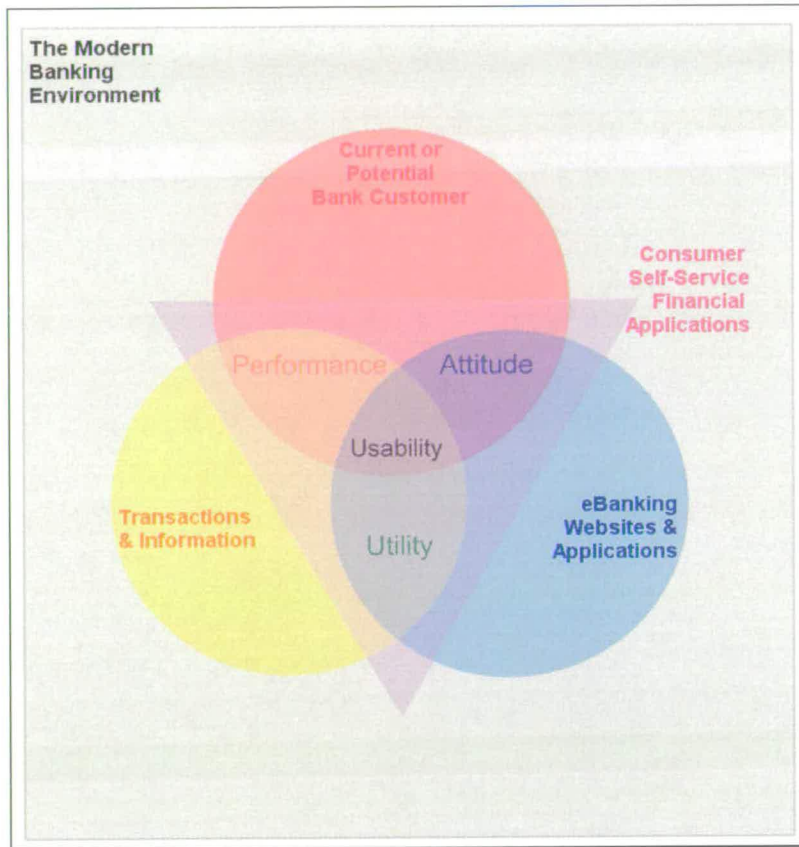 The Modern
Banking
Environment
Current or
Potential
Bank Customer
Consumer
Self-Service
Financial
Applications
Performance
Attitude
Usability
Transactions
& Information
eBanking
Websites &
Applications
Utility